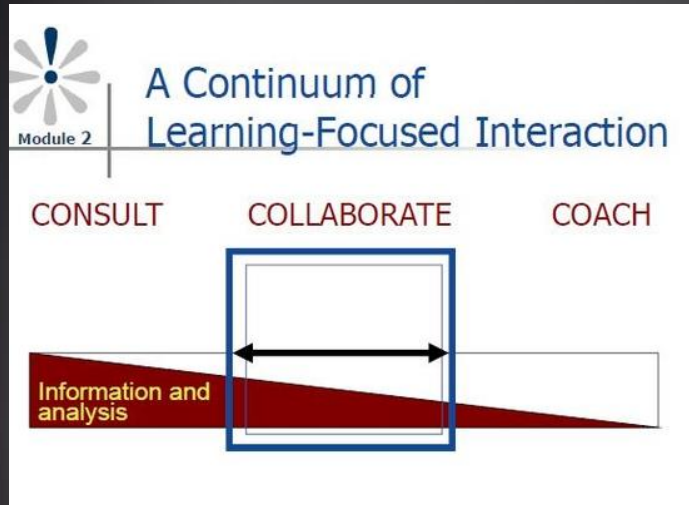 Module 2
A Continuum of
Learning-Focused Interaction
CONSULT COLLABORATE COACH
Information and
analysis